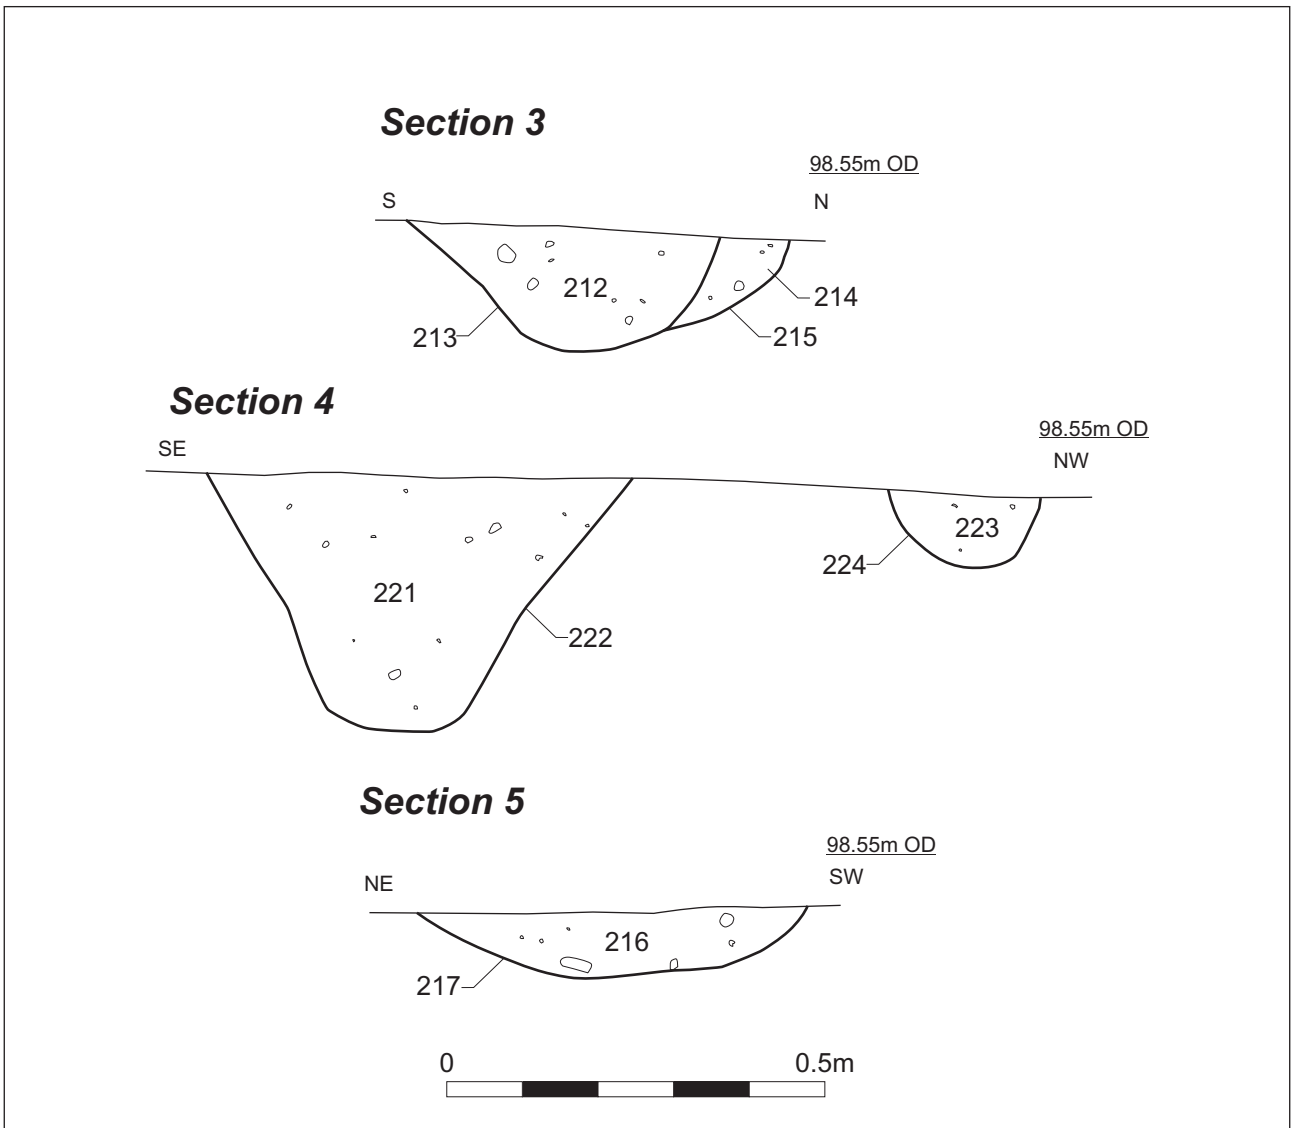 Section 3
98.55m OD
S N
212
214
213 215
Section 4
98.55m OD
SE NW
223
224
221
222
Section 5
98.55m OD
NE SW
216
217
0 0.5m